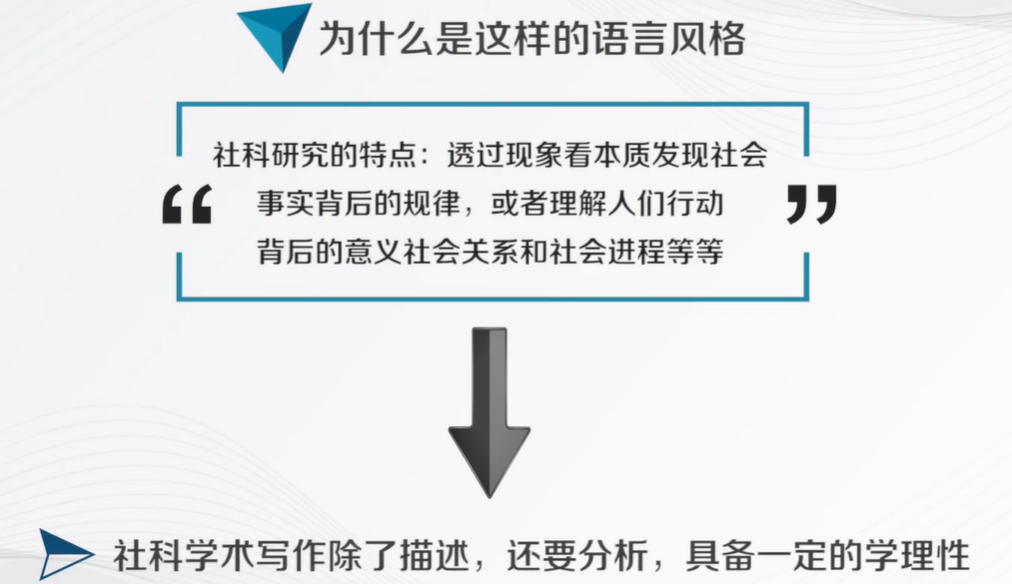 为什么是这样的语言风格
社科研究的特点：透过现象看本质发现社会
“事实背后的规律，或者理解人们行动”
背后的意义社会关系和社会进程等等
社科学术写作除了描述，还要分析，具备一定的学理性